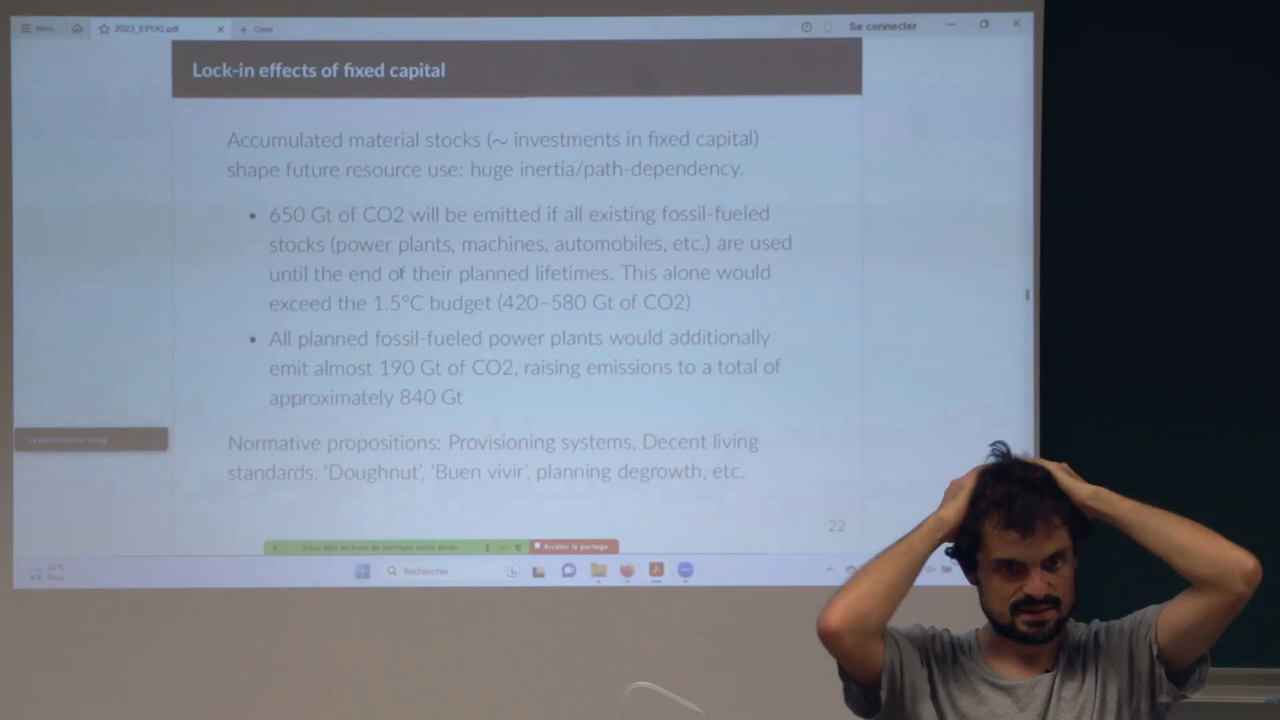 Menu
2023_EPOG.pdf
Créer
Se connecter
Lock-in effects of fixed capital
Accumulated material stocks (~ investments in fixed capital)
shape future resource use: huge inertia/path-dependency.
• 650 Gt of CO2 will be emitted if all existing fossil-fueled
stocks (power plants, machines, automobiles, etc.) are used
until the end of their planned lifetimes. This alone would
exceed the 1.5°C budget (420–580 Gt of CO2)
• All planned fossil-fueled power plants would additionally
emit almost 190 Gt of CO2, raising emissions to a total of
approximately 840 Gt
Normative propositions: Provisioning systems, Decent living
standards, 'Doughnut', 'Buen vivir', planning degrowth, etc.
22
Arrêter le partage
Rechercher